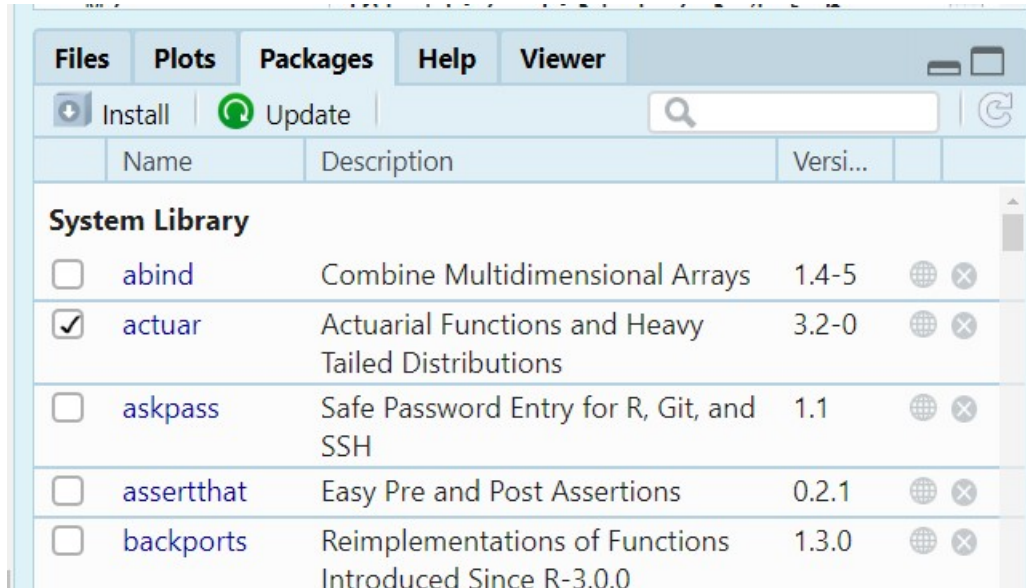 Files Plots Packages Help Viewer
Install Update
Name Description Versi...
System Library
abind Combine Multidimensional Arrays 1.4-5
actuar Actuarial Functions and Heavy 3.2-0
Tailed Distributions
askpass Safe Password Entry for R, Git, and 1.1
SSH
assertthat Easy Pre and Post Assertions 0.2.1
backports Reimplementations of Functions 1.3.0
Introduced Since R-3.0.0